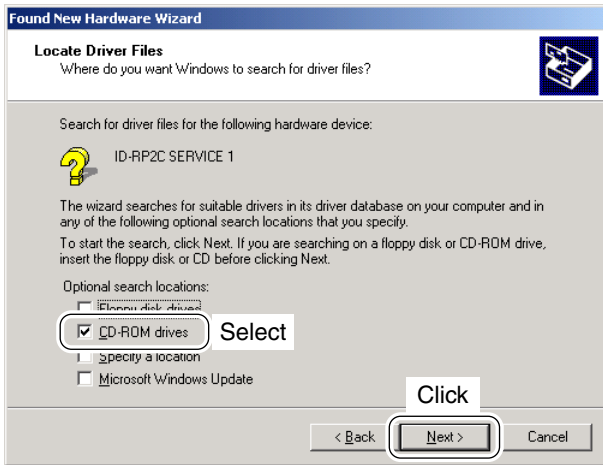 Found New Hardware Wizard
Locate Driver Files
Where do you want Windows to search for driver files?
Search for driver files for the following hardware device:
ID-RP2C SERVICE 1
The wizard searches for suitable drivers in its driver database on your computer and in
any of the following optional search locations that you specify.
To start the search, click Next. If you are searching on a floppy disk or CD-ROM drive,
insert the floppy disk or CD before clicking Next.
Optional search locations:
Floppy disk drives
CD-ROM drives Select
Specify a location
Microsoft Windows Update
Click
< Back Next > Cancel